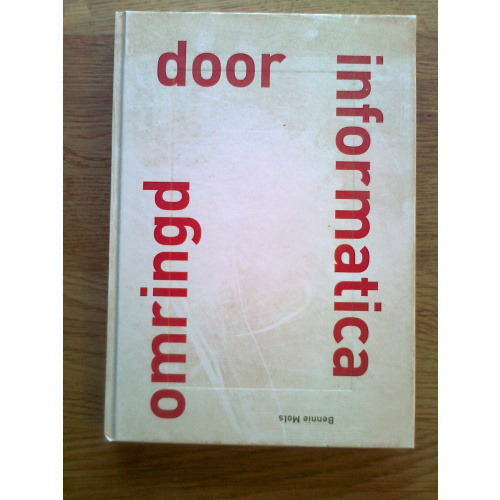 omringd
door
informatica
Bennie Mols